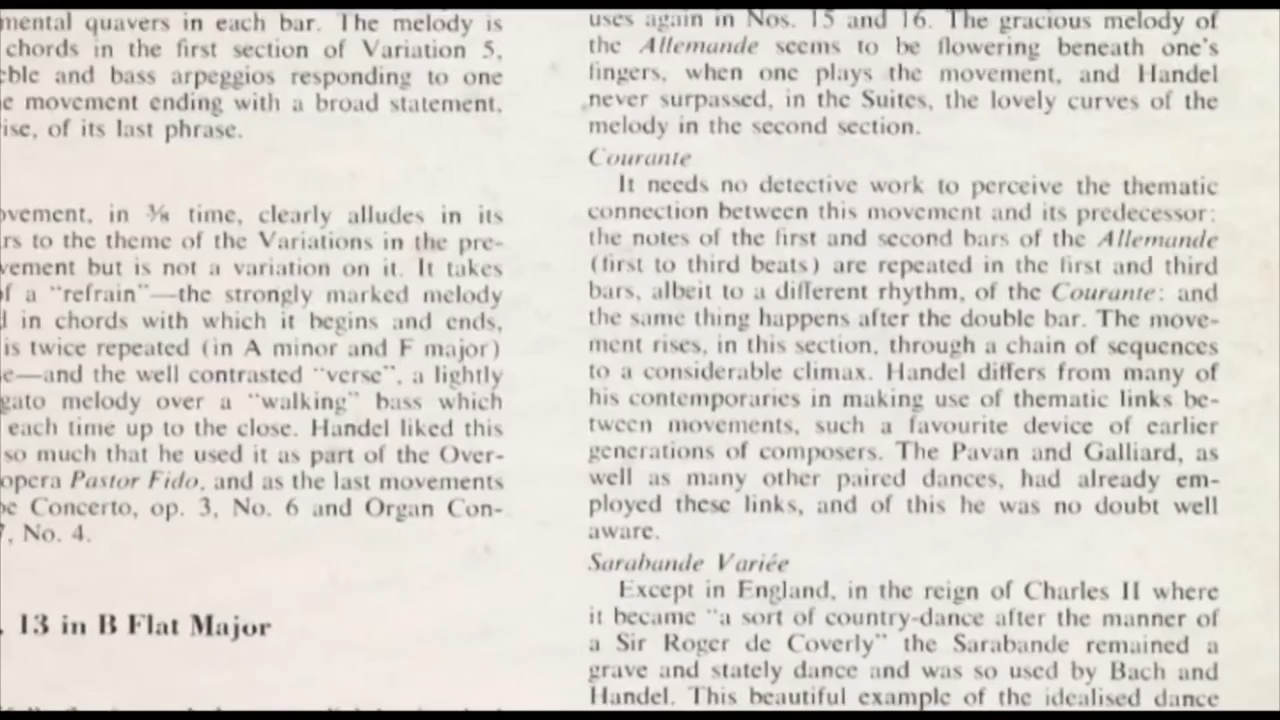 mental quavers in each bar. The melody is
chords in the first section of Variation 5,
eble and bass arpeggios responding to one
e movement ending with a broad statement,
ise, of its last phrase.
ovement, in ⅜ time, clearly alludes in its
rs to the theme of the Variations in the pre-
vement but is not a variation on it. It takes
of a "refrain"—the strongly marked melody
d in chords with which it begins and ends,
is twice repeated (in A minor and F major)
e—and the well contrasted "verse", a lightly
gato melody over a "walking" bass which
each time up to the close. Handel liked this
so much that he used it as part of the Over-
opera Pastor Fido, and as the last movements
oe Concerto, op. 3, No. 6 and Organ Con-
7, No. 4.
. 13 in B Flat Major
uses again in Nos. 15 and 16. The gracious melody of
the Allemande seems to be flowering beneath one's
fingers, when one plays the movement, and Handel
never surpassed, in the Suites, the lovely curves of the
melody in the second section.
Courante
It needs no detective work to perceive the thematic
connection between this movement and its predecessor:
the notes of the first and second bars of the Allemande
(first to third beats) are repeated in the first and third
bars, albeit to a different rhythm, of the Courante: and
the same thing happens after the double bar. The move-
ment rises, in this section, through a chain of sequences
to a considerable climax. Handel differs from many of
his contemporaries in making use of thematic links be-
tween movements, such a favourite device of earlier
generations of composers. The Pavan and Galliard, as
well as many other paired dances, had already em-
ployed these links, and of this he was no doubt well
aware.
Sarabande Variée
Except in England, in the reign of Charles II where
it became "a sort of country-dance after the manner of
a Sir Roger de Coverly" the Sarabande remained a
grave and stately dance and was so used by Bach and
Handel. This beautiful example of the idealised dance